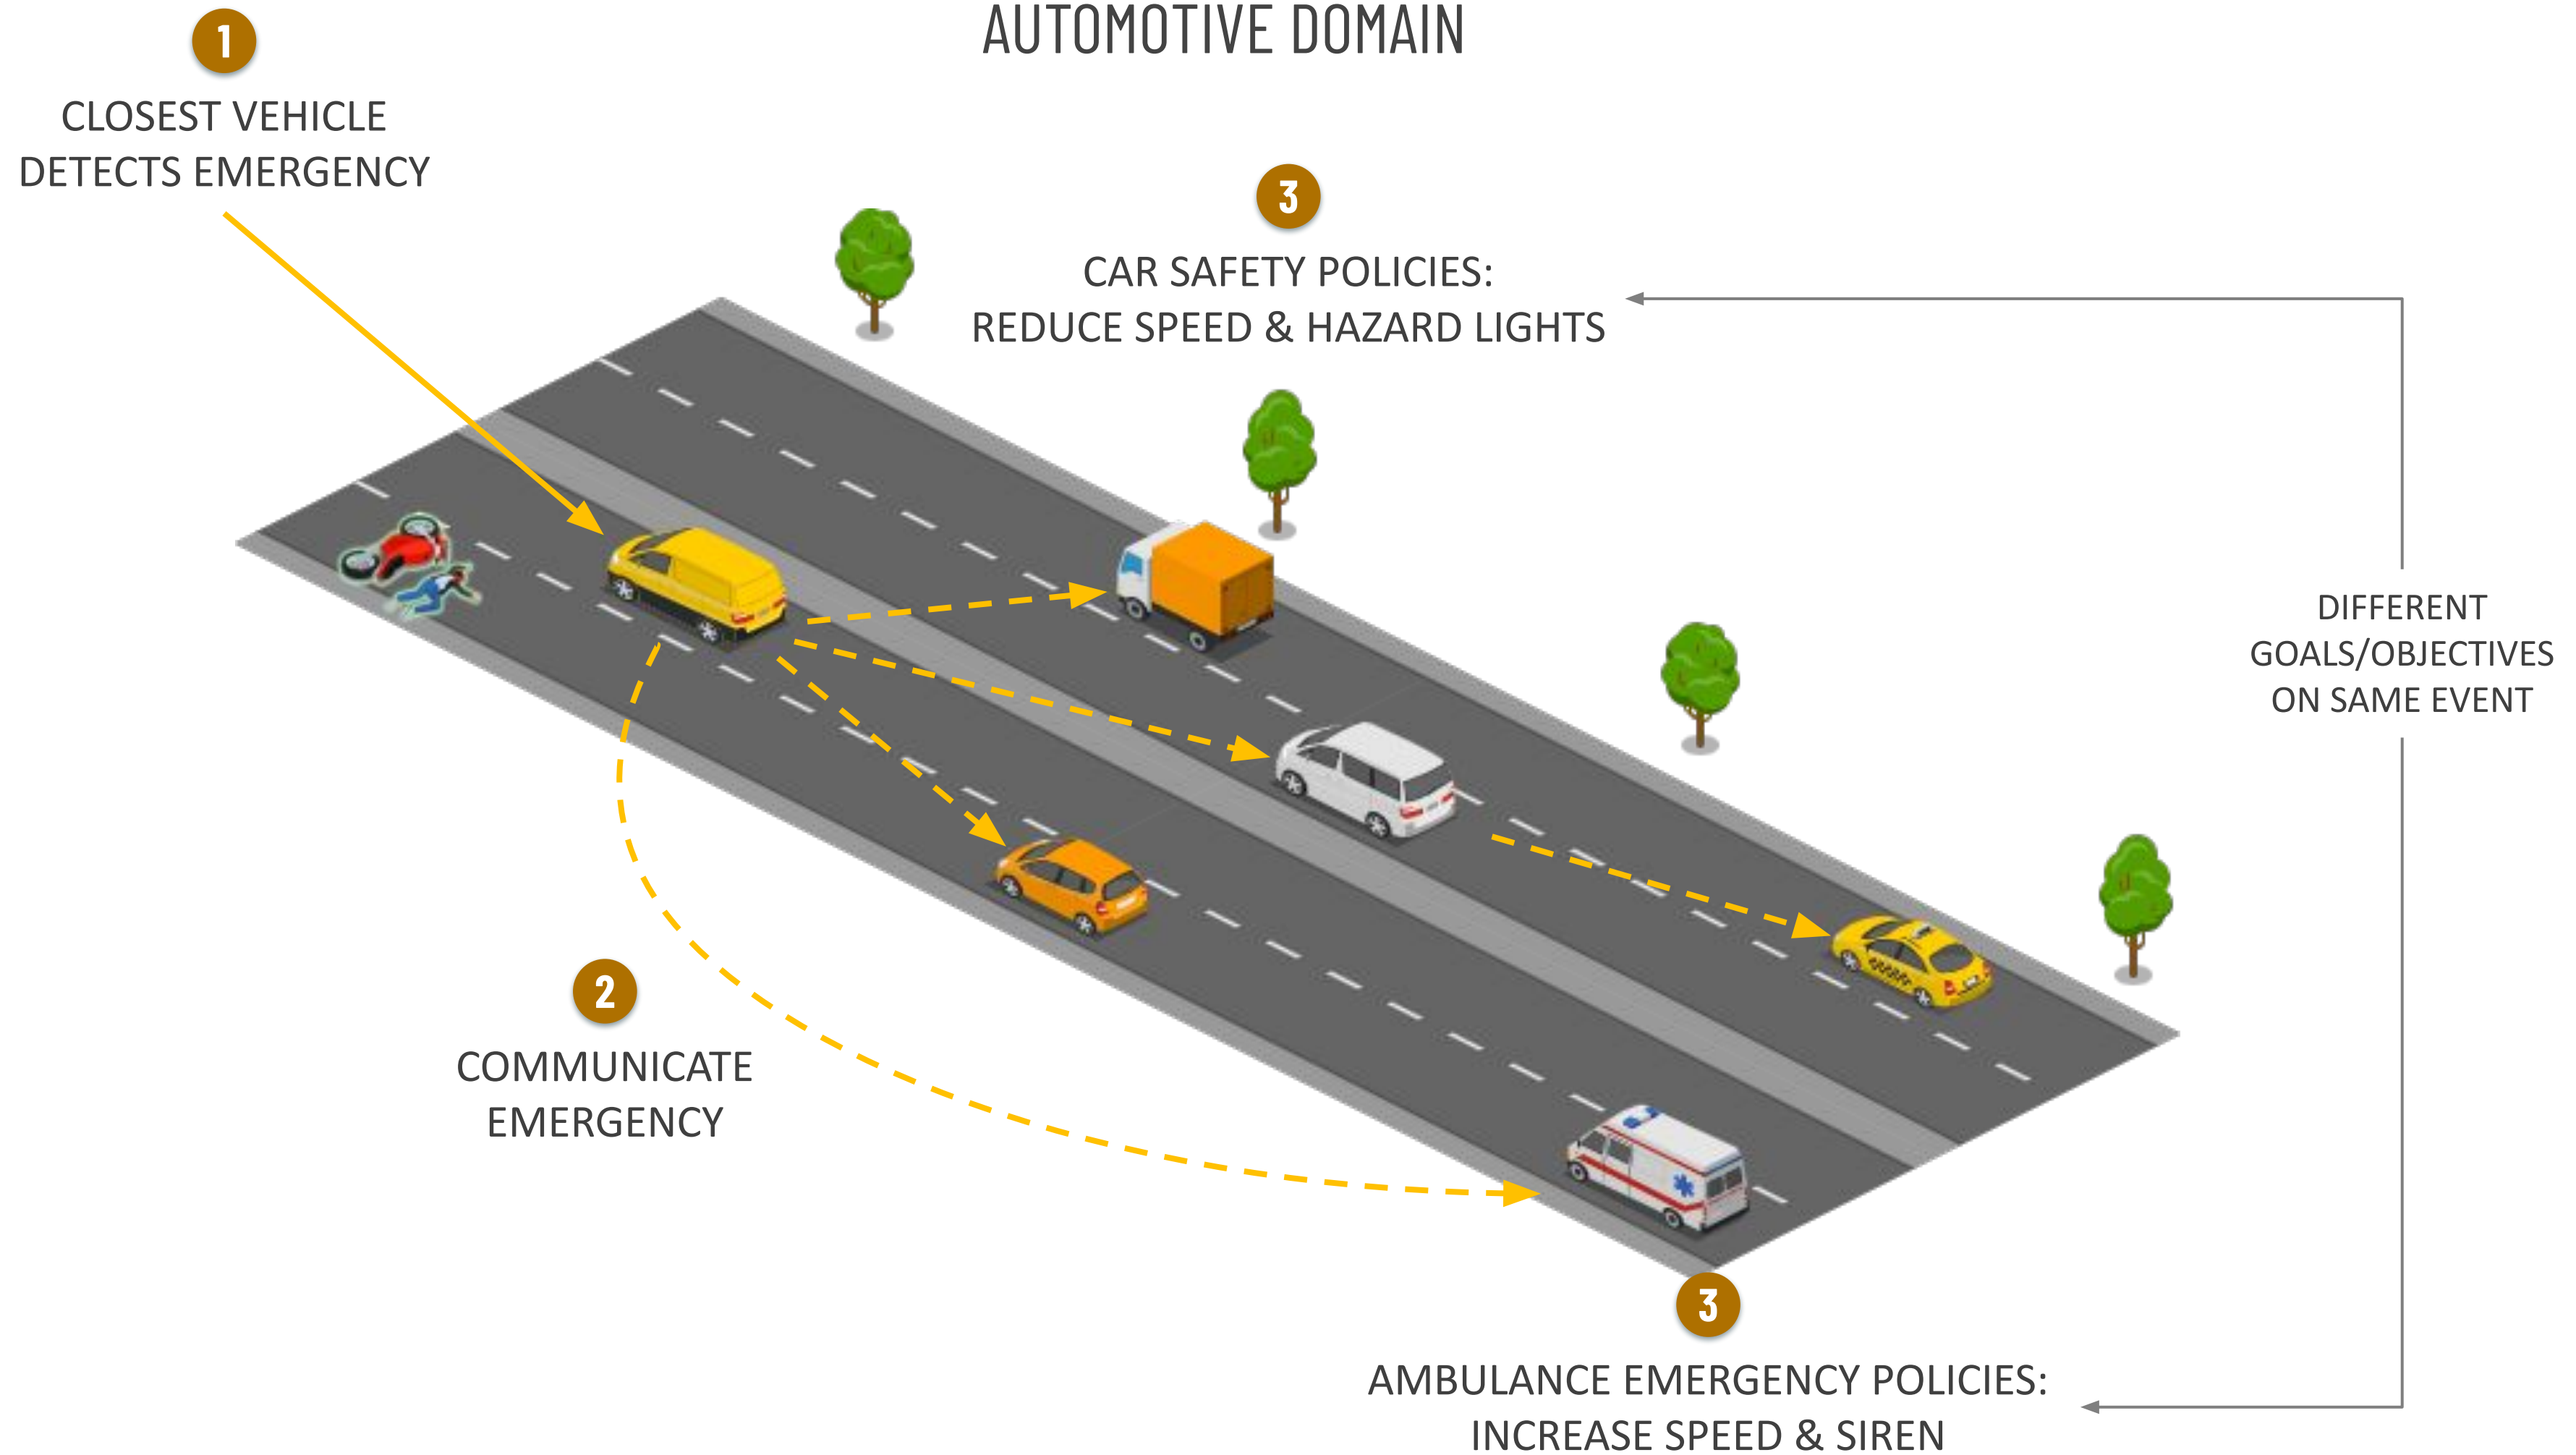 AUTOMOTIVE DOMAIN
1
CLOSEST VEHICLE
DETECTS EMERGENCY
3
CAR SAFETY POLICIES:
REDUCE SPEED & HAZARD LIGHTS
DIFFERENT
GOALS/OBJECTIVES
ON SAME EVENT
2
COMMUNICATE
EMERGENCY
3
AMBULANCE EMERGENCY POLICIES:
INCREASE SPEED & SIREN